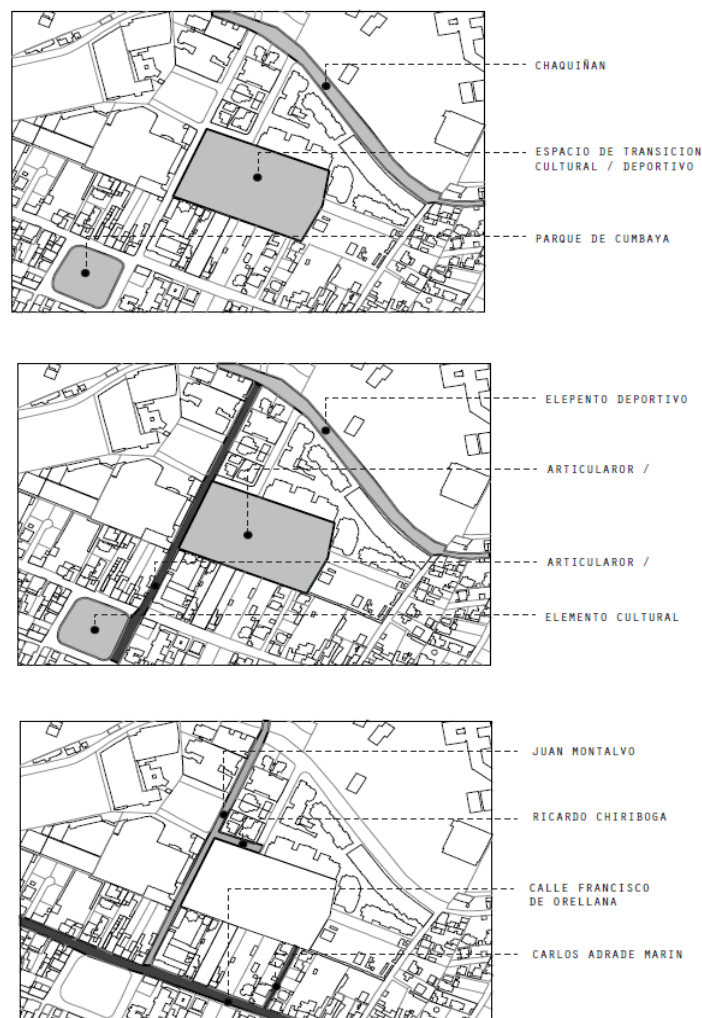 CHAQUIÑAN
ESPACIO DE TRANSICION
CULTURAL / DEPORTIVO
PARQUE DE CUMBAYA
ELEPENTO DEPORTIVO
ARTICULAROR /
ARTICULAROR /
ELEMENTO CULTURAL
JUAN MONTALVO
RICARDO CHIRIBOGA
CALLE FRANCISCO
DE ORELLANA
CARLOS ADRADE MARIN